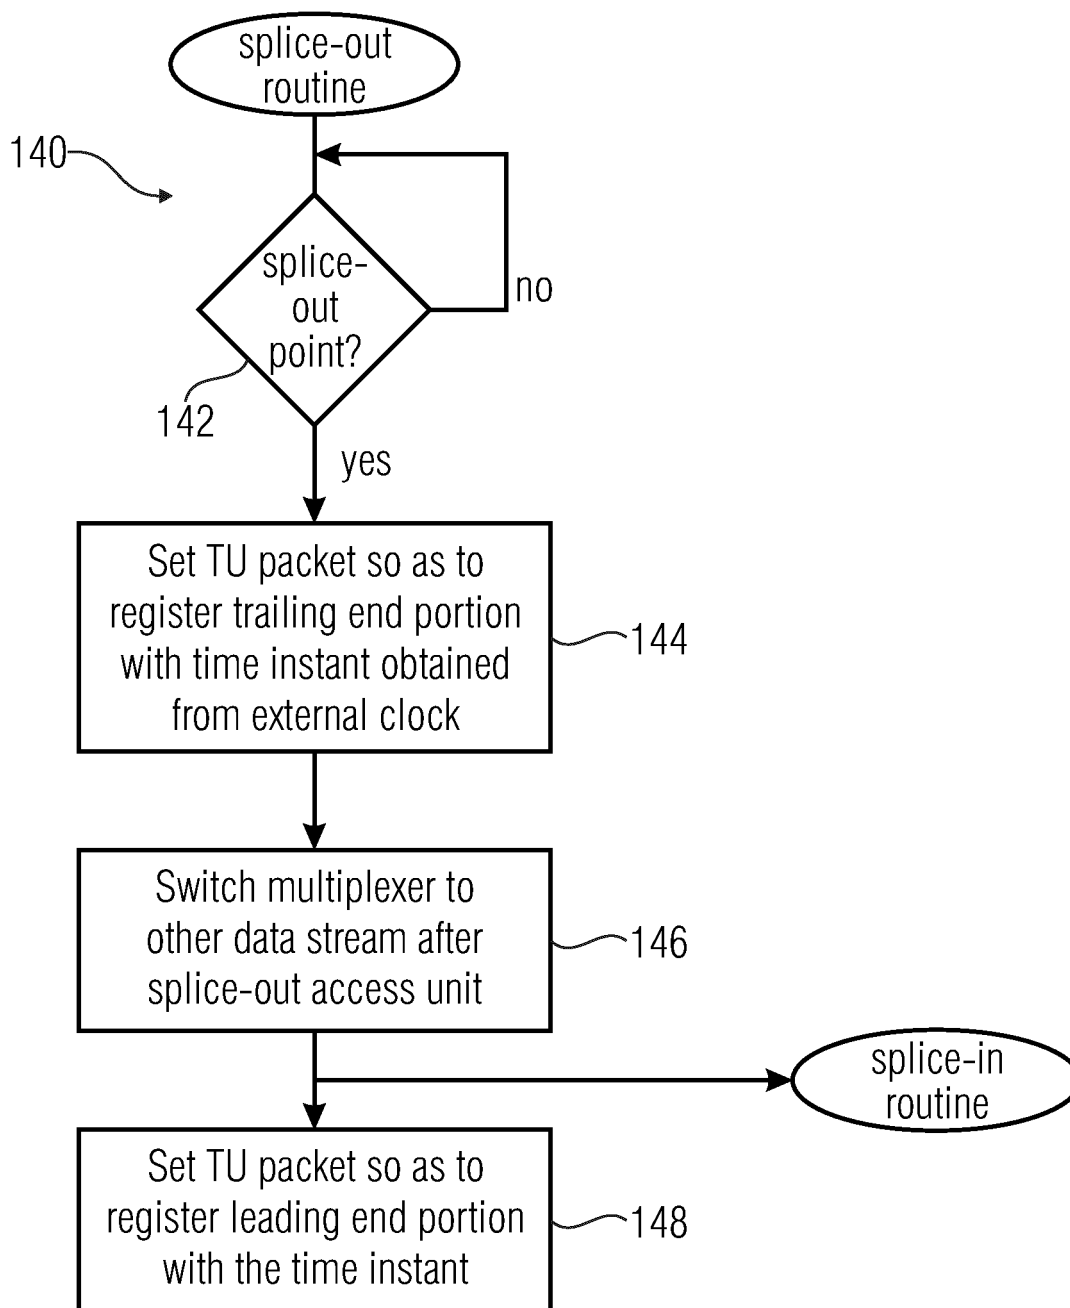 splice-out
routine
140
splice-
out
point?
no
142
yes
Set TU packet so as to
register trailing end portion
with time instant obtained
from external clock
144
Switch multiplexer to
other data stream after
splice-out access unit
146
splice-in
routine
Set TU packet so as to
register leading end portion
with the time instant
148